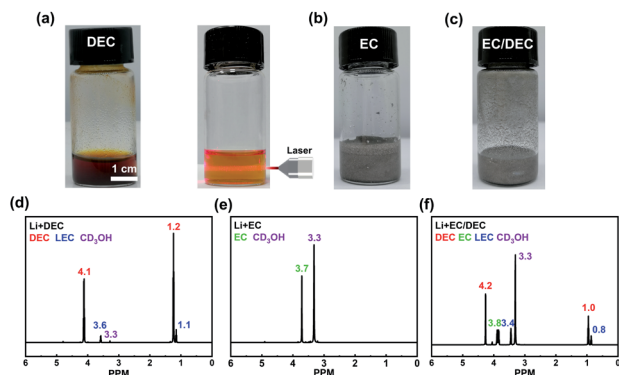 (a)
DEC
1 cm
Laser
(b)
EC
(c)
EC/DEC
(d)
Li+DEC
DEC LEC CD₃OH
4.1
3.6
3.3
1.2
1.1
6 5 4 3 2 1 0
PPM
(e)
Li+EC
EC CD₃OH
3.7
3.3
6 5 4 3 2 1 0
PPM
(f)
Li+EC/DEC
DEC EC LEC CD₃OH
4.2
3.8
3.4
3.3
1.0
0.8
6 5 4 3 2 1 0
PPM